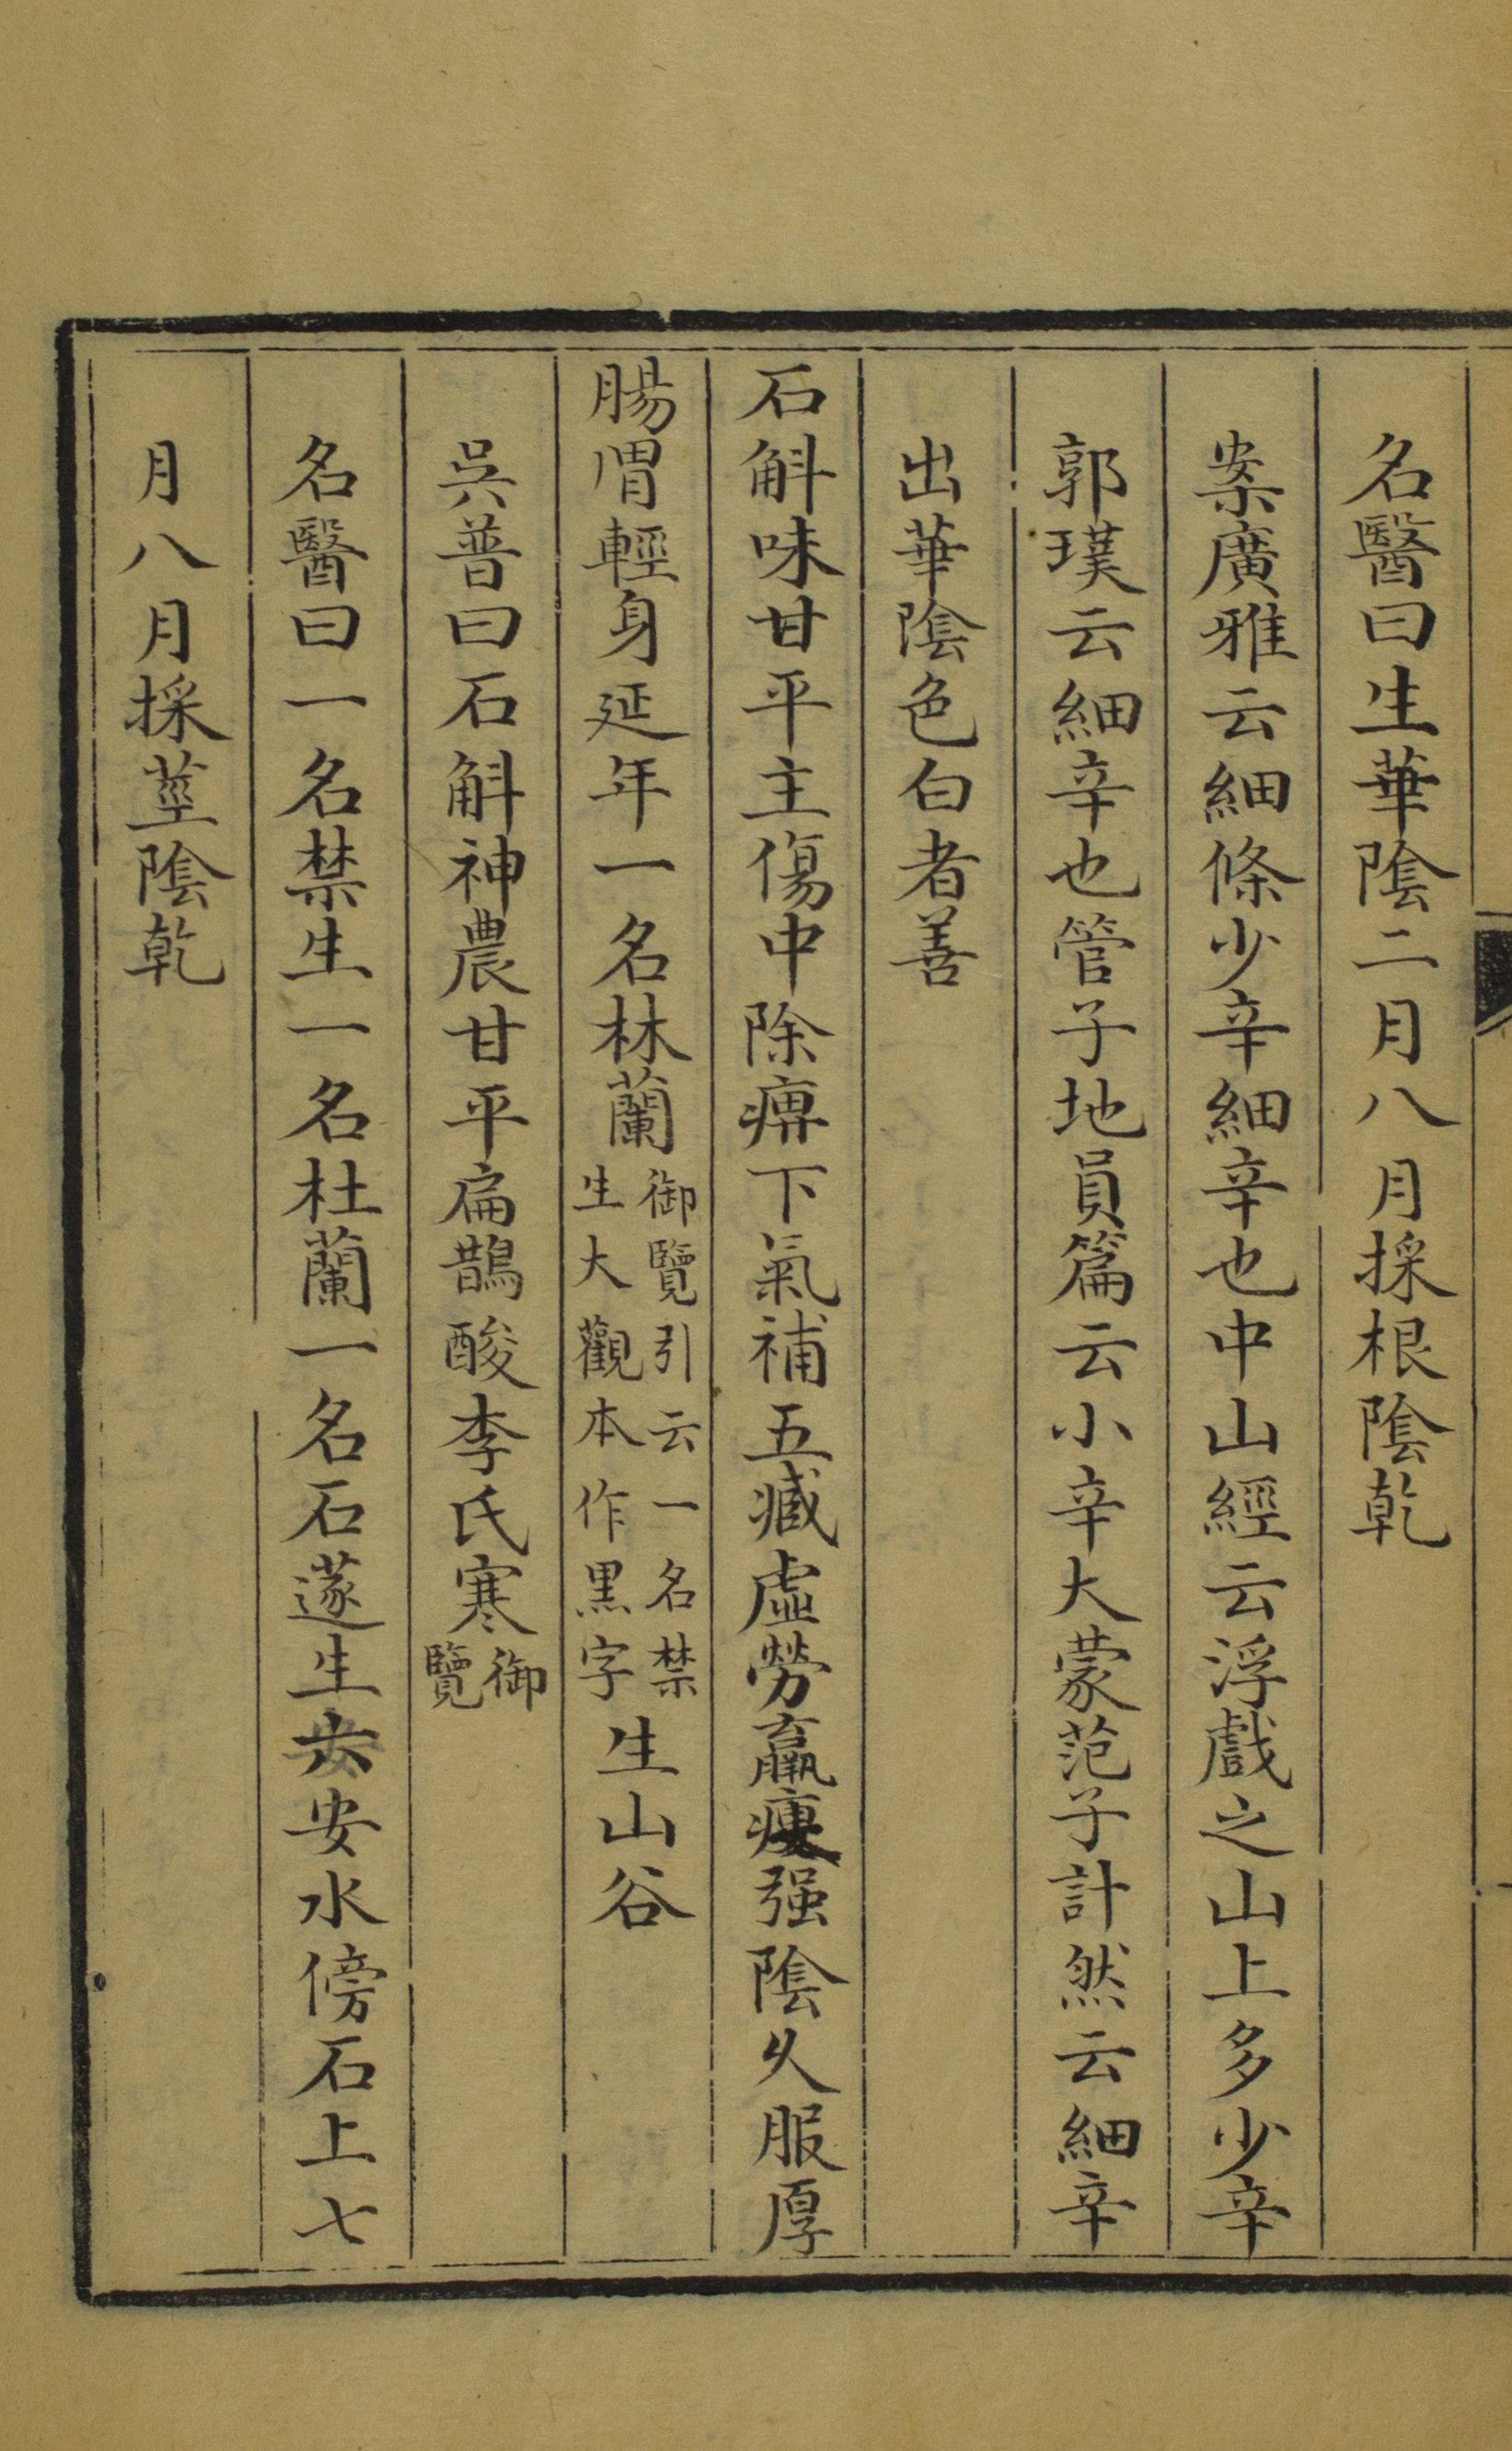 名醫曰生華陰二月八月採根陰乾
案廣雅云細條少辛細辛也中山經云浮戲之山上多少辛
郭璞云細辛也管子地員篇云小辛大蒙范子計然云細辛
出華陰色白者善
石斛味甘平主傷中除痹下氣補五臧虛勞羸瘦强陰久服厚
腸胃輕身延年一名林蘭御覽引云一名禁生大觀本作黑字生山谷
吳普曰石斛神農甘平扁鵲酸李氏寒御覽
名醫曰一名禁生一名杜蘭一名石蓫生六安水傍石上七
月八月採莖陰乾